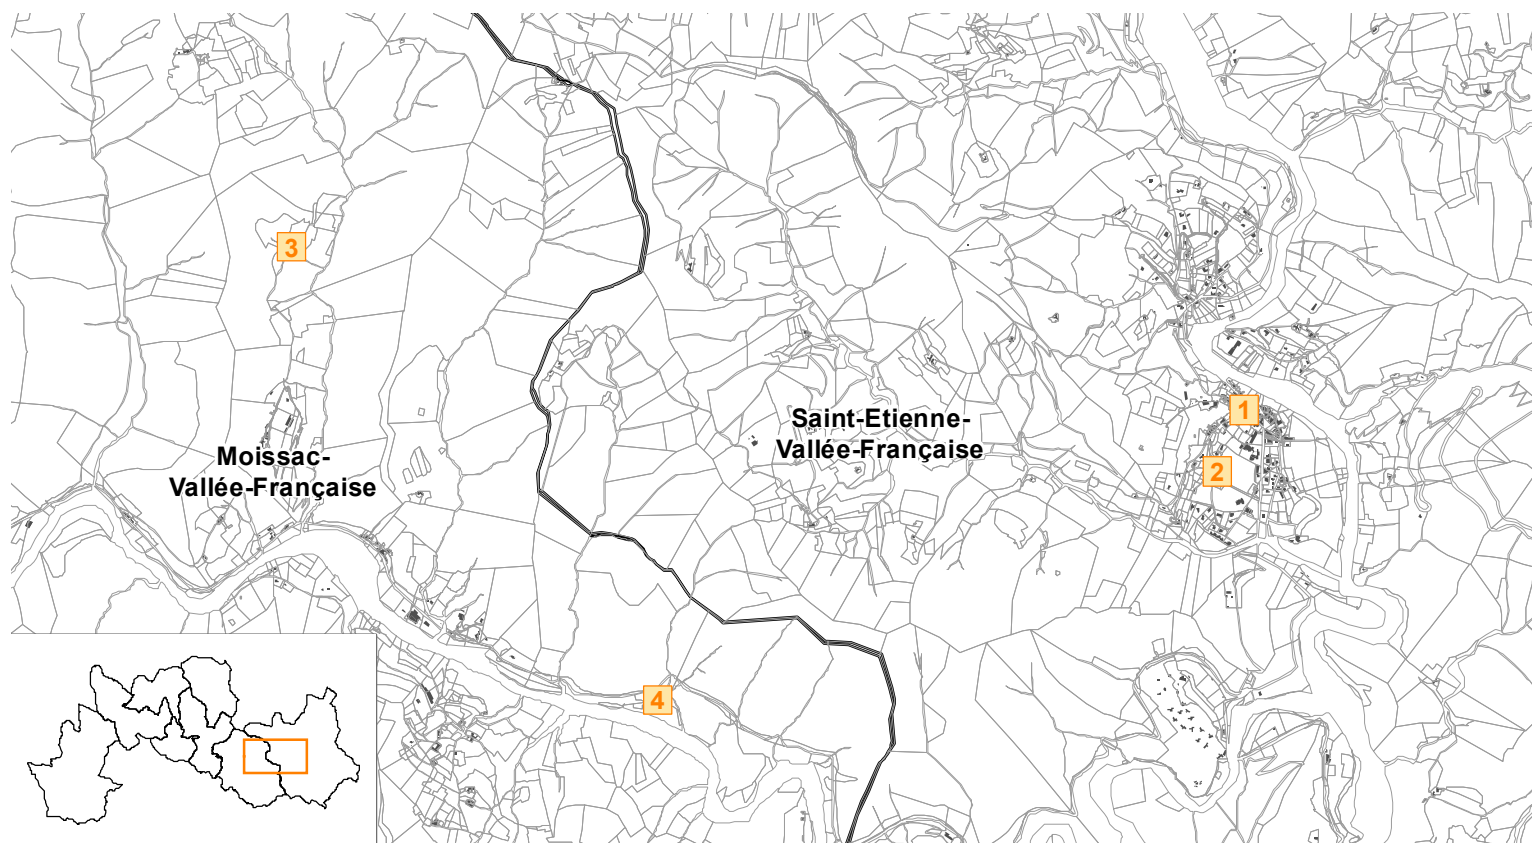 3
1
Saint-Etienne-
Vallée-Française
Moissac-
Vallée-Française
2
4